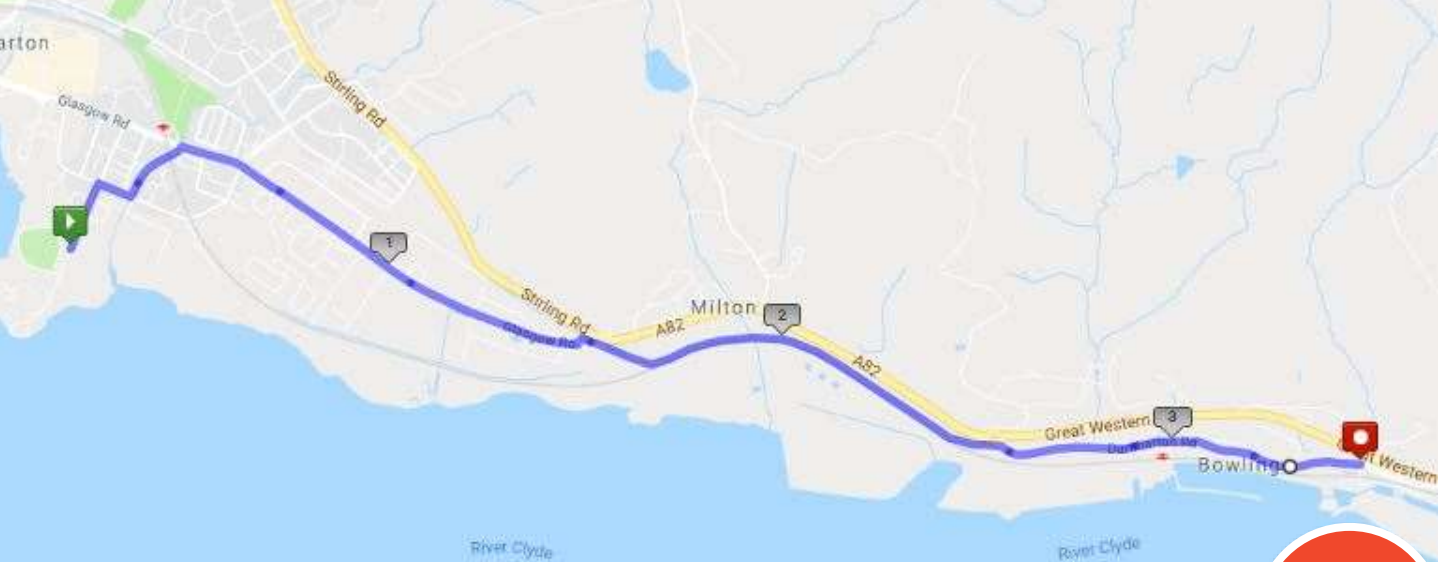 arton
Glasgow Rd
Stirling Rd
1
Stirling Rd
Glasgow Rd
A82
Milton
2
A82
Great Western
3
Dumbarton Rd
Bowling
Western
River Clyde
River Clyde